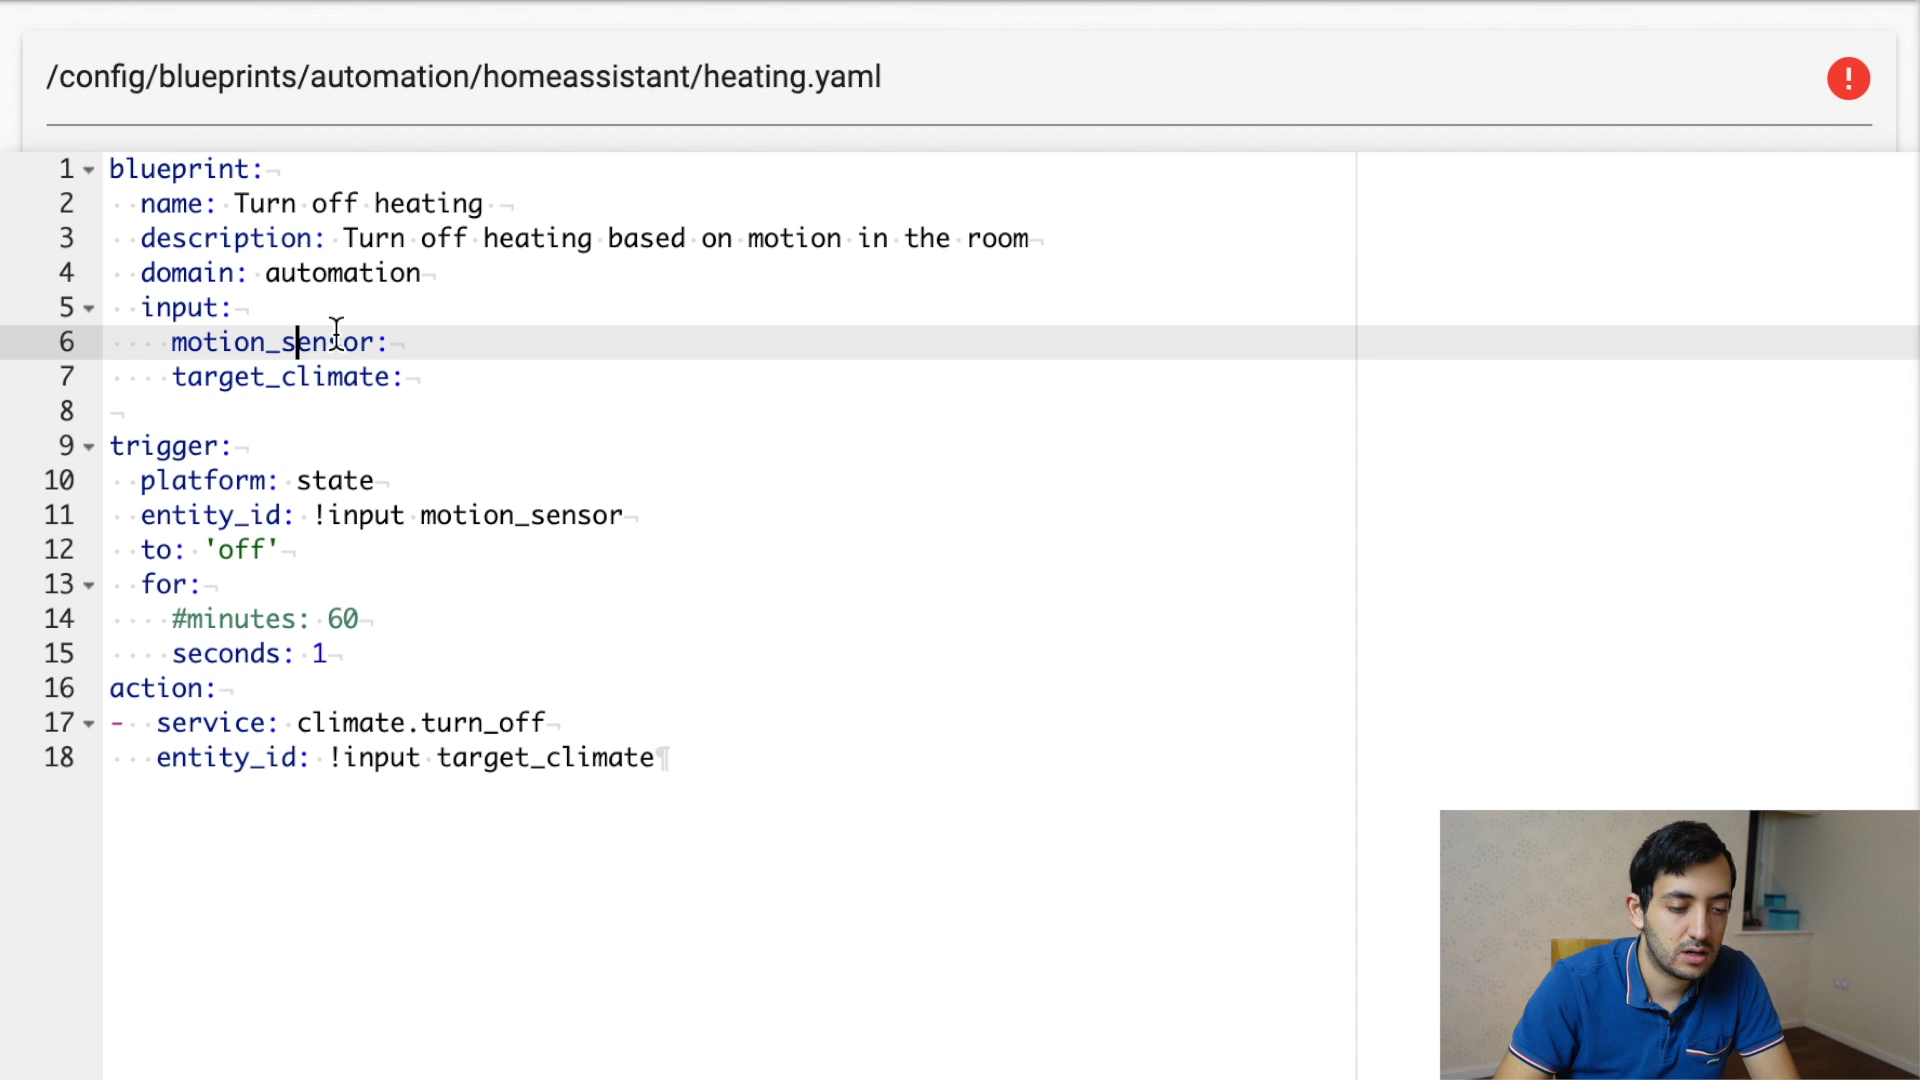 /config/blueprints/automation/homeassistant/heating.yaml
1 blueprint:
2   name: Turn off heating
3   description: Turn off heating based on motion in the room
4   domain: automation
5   input:
6     motion_sensor:
7     target_climate:
8
9 trigger:
10   platform: state
11   entity_id: !input motion_sensor
12   to: 'off'
13   for:
14     #minutes: 60
15     seconds: 1
16 action:
17 -  service: climate.turn_off
18    entity_id: !input target_climate